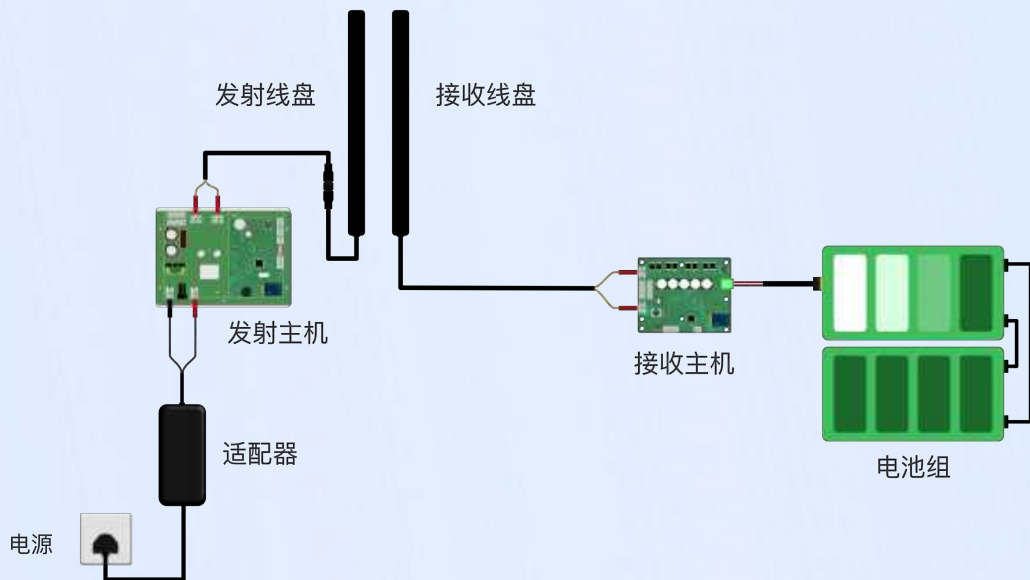 发射线盘
接收线盘
发射主机
接收主机
适配器
电池组
电源